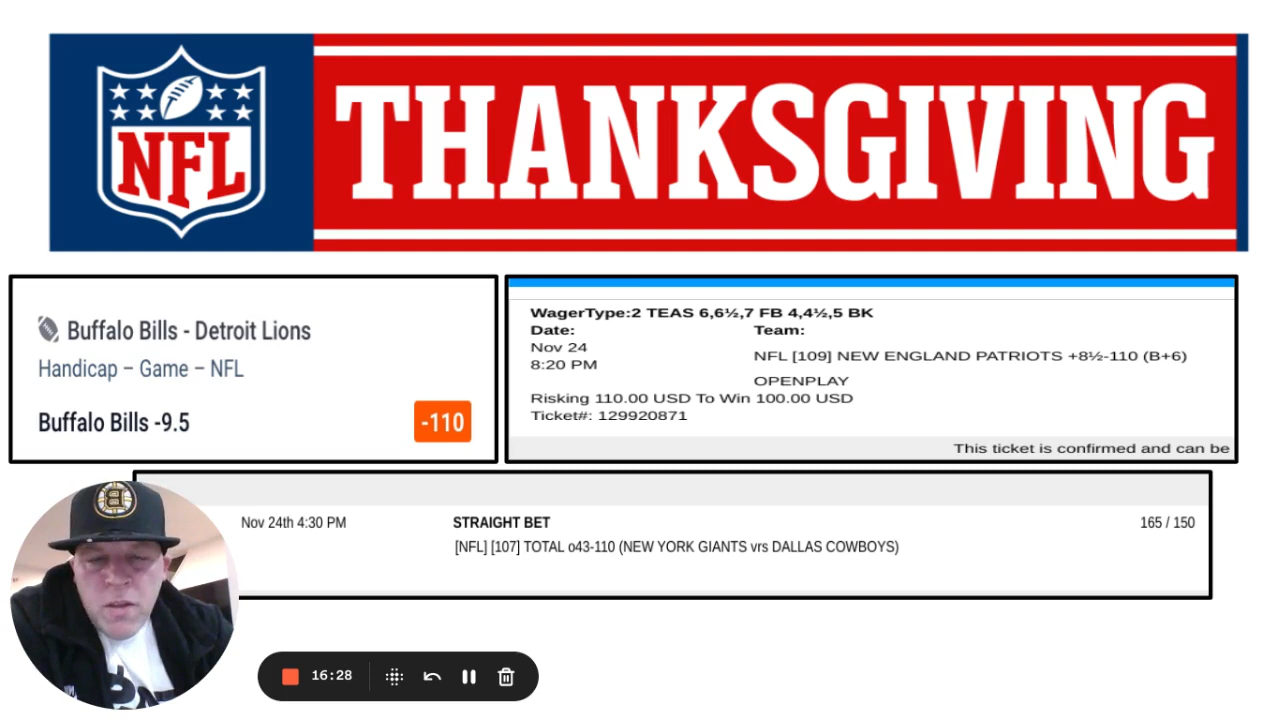 NFL
THANKSGIVING
Buffalo Bills - Detroit Lions
Handicap – Game – NFL
Buffalo Bills -9.5
-110
WagerType:2 TEAS 6,6½,7 FB 4,4½,5 BK
Date:
Team:
Nov 24
8:20 PM
NFL [109] NEW ENGLAND PATRIOTS +8½-110 (B+6)
OPENPLAY
Risking 110.00 USD To Win 100.00 USD
Ticket#: 129920871
This ticket is confirmed and can be
B
Nov 24th 4:30 PM
STRAIGHT BET
165 / 150
[NFL] [107] TOTAL o43-110 (NEW YORK GIANTS vrs DALLAS COWBOYS)
16:28